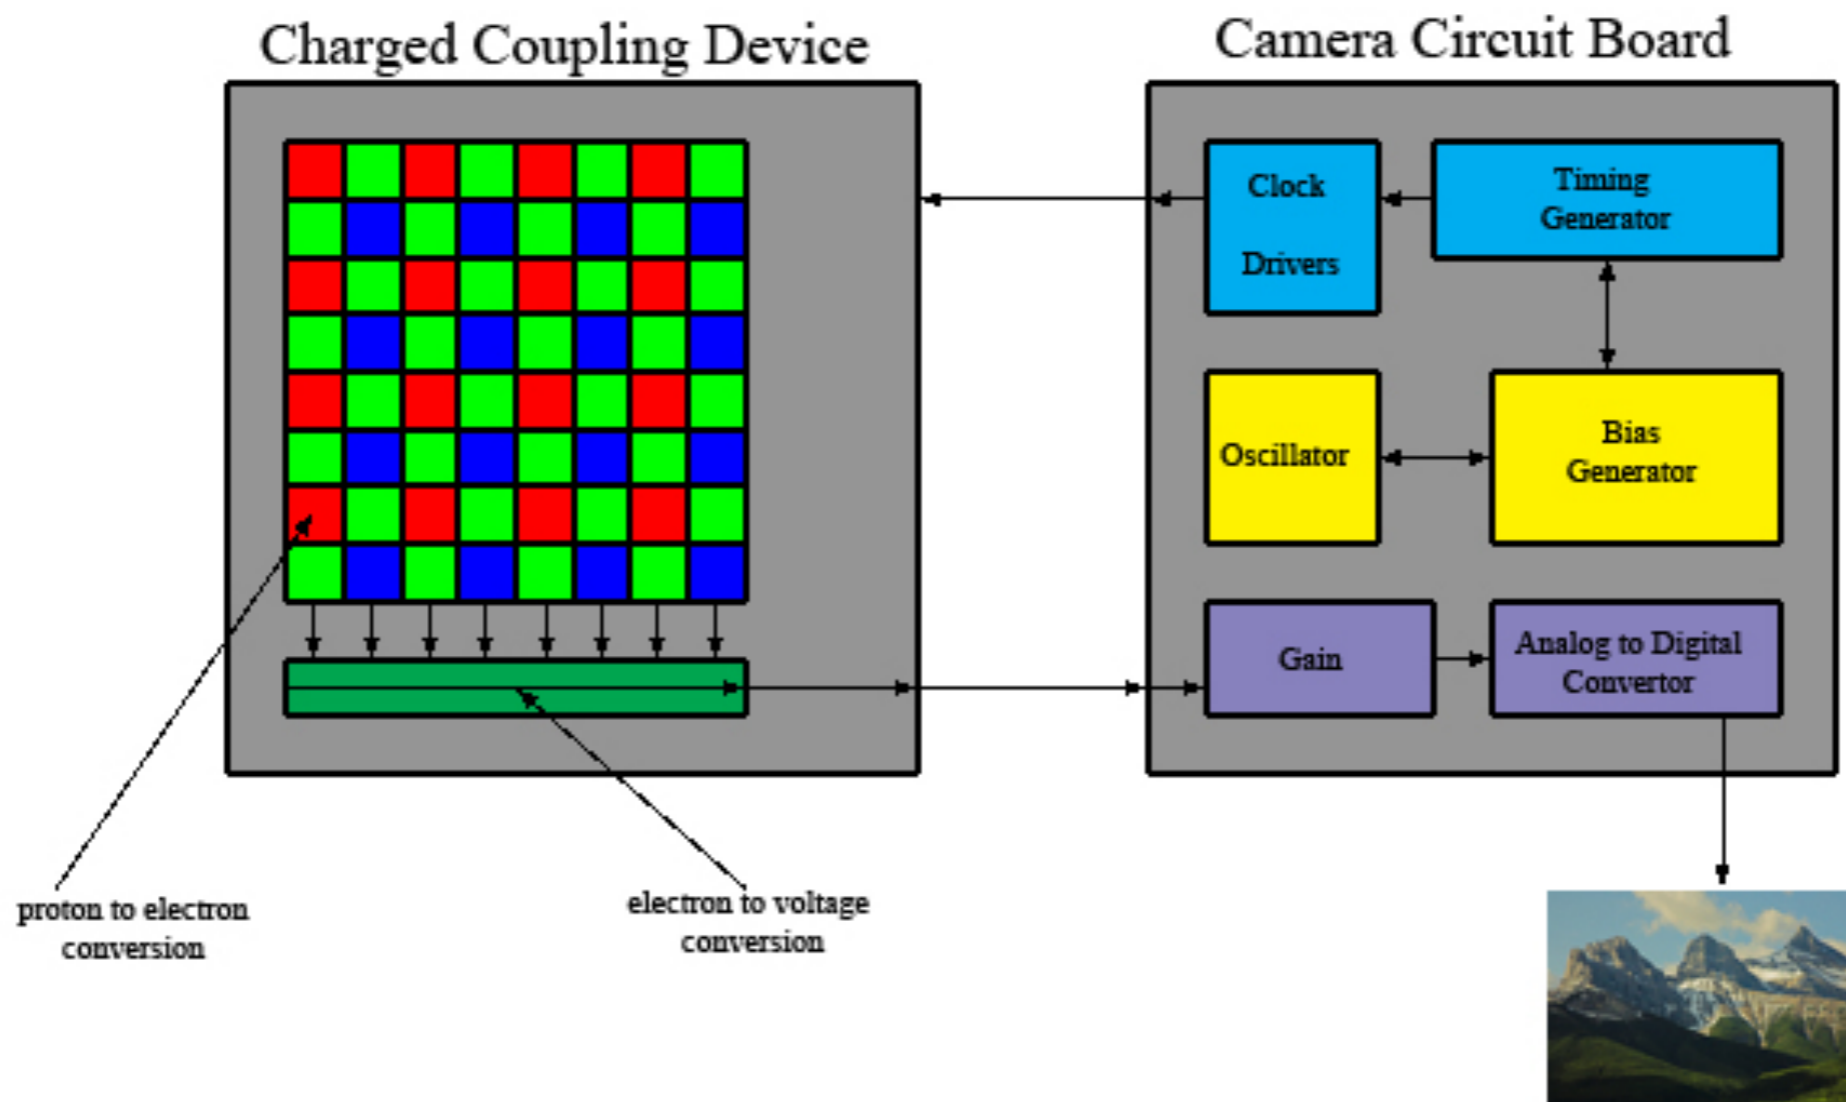 Charged Coupling Device
Camera Circuit Board
Clock
Drivers
Timing
Generator
Oscillator
Bias
Generator
Gain
Analog to Digital
Convertor
proton to electron
conversion
electron to voltage
conversion